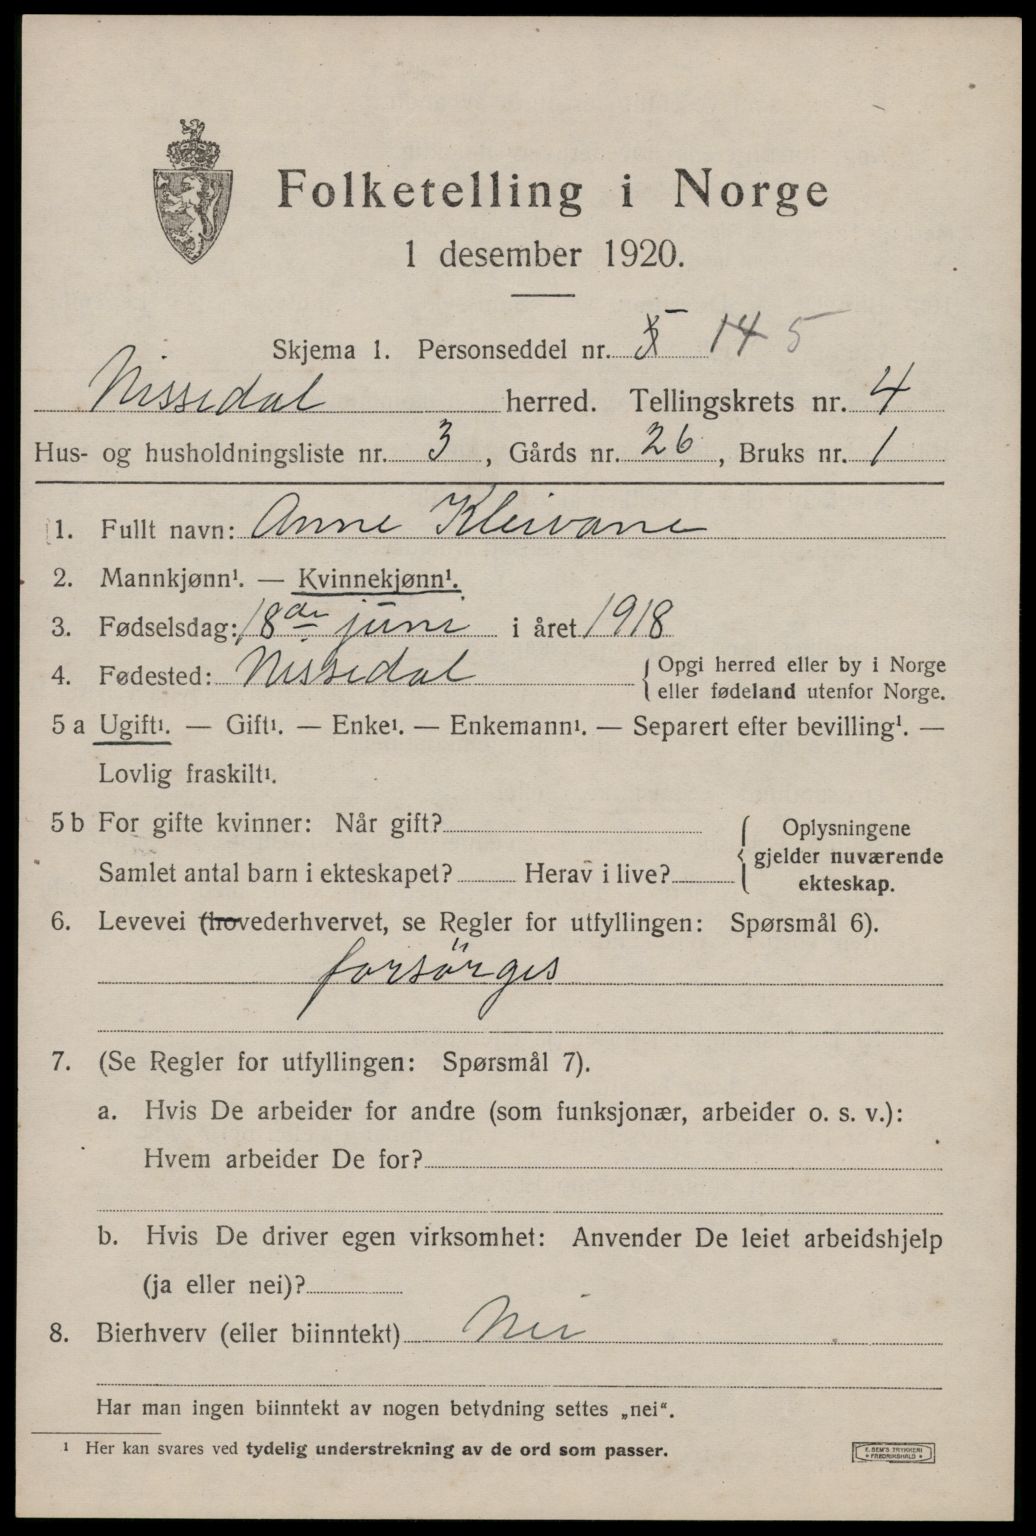 Folketelling i Norge
1 desember 1920.
Skjema 1. Personseddel nr. 14 5
Nissedal herred. Tellingskrets nr. 4
Hus- og husholdningsliste nr. 3, Gårds nr. 26, Bruks nr. 1
1. Fullt navn: Anne Kleivane
2. Mannkjønn¹. — Kvinnekjønn¹.
3. Fødselsdag: 18de juni i året 1918
4. Fødested: Nissedal { Opgi herred eller by i Norge
eller fødeland utenfor Norge.
5 a Ugift¹. — Gift¹. — Enke¹. — Enkemann¹. — Separert efter bevilling¹. —
Lovlig fraskilt¹.
5 b For gifte kvinner: Når gift? { Oplysningene
gjelder nuværende
Samlet antal barn i ekteskapet? Herav i live? ekteskap.
6. Levevei (hovederhvervet, se Regler for utfyllingen: Spørsmål 6).
forsörges
7. (Se Regler for utfyllingen: Spørsmål 7).
a. Hvis De arbeider for andre (som funksjonær, arbeider o. s. v.):
Hvem arbeider De for?
b. Hvis De driver egen virksomhet: Anvender De leiet arbeidshjelp
(ja eller nei)?
8. Bierhverv (eller biinntekt) Nei
Har man ingen biinntekt av nogen betydning settes „nei“.
¹ Her kan svares ved tydelig understrekning av de ord som passer.
E. SEM'S TRYKKERI
• FREDRIKSHALD •